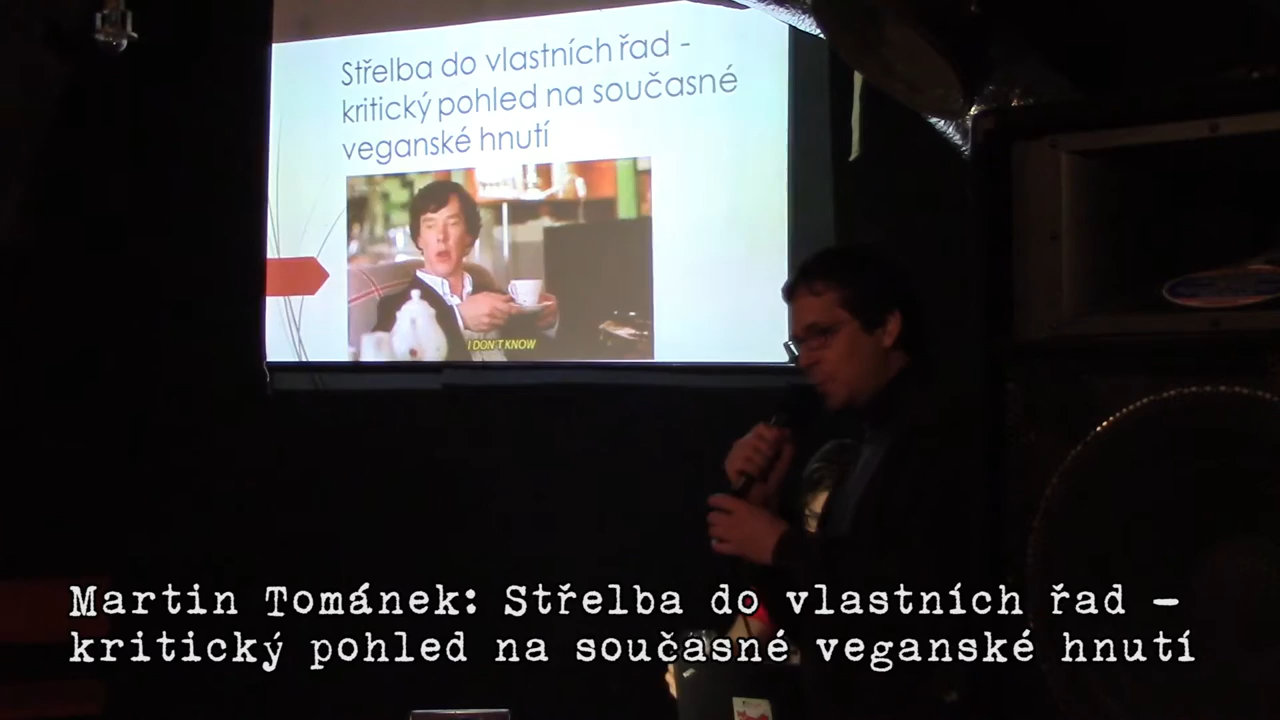 Střelba do vlastních řad -
kritický pohled na současné
veganské hnutí
I DON'T KNOW
Martin Tománek: Střelba do vlastních řad –
kritický pohled na současné veganské hnutí